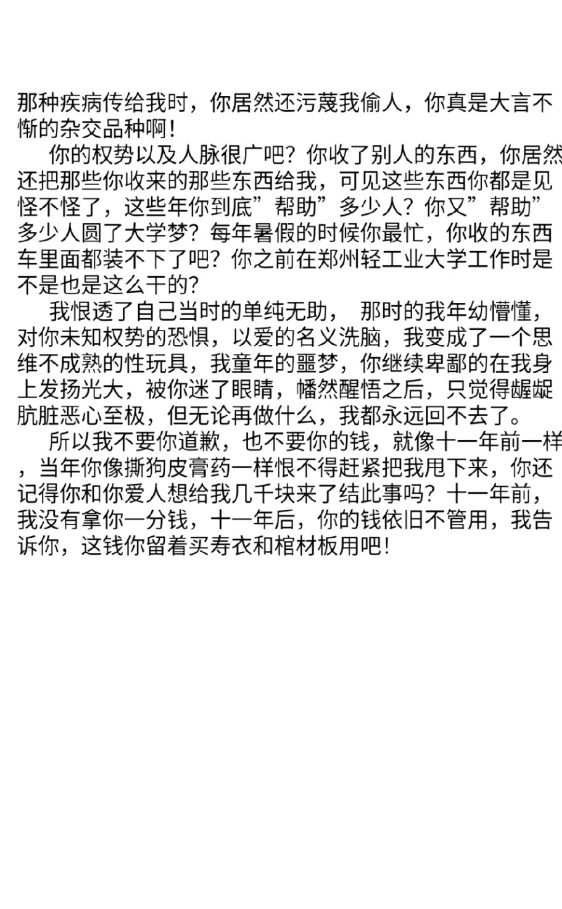 那种疾病传给我时，你居然还污蔑我偷人，你真是大言不
惭的杂交品种啊！
你的权势以及人脉很广吧？你收了别人的东西，你居然
还把那些你收来的那些东西给我，可见这些东西你都是见
怪不怪了，这些年你到底”帮助”多少人？你又”帮助”
多少人圆了大学梦？每年暑假的时候你最忙，你收的东西
车里面都装不下了吧？你之前在郑州轻工业大学工作时是
不是也是这么干的？
我恨透了自己当时的单纯无助， 那时的我年幼懵懂，
对你未知权势的恐惧，以爱的名义洗脑，我变成了一个思
维不成熟的性玩具，我童年的噩梦，你继续卑鄙的在我身
上发扬光大，被你迷了眼睛，幡然醒悟之后，只觉得龌龊
肮脏恶心至极，但无论再做什么，我都永远回不去了。
所以我不要你道歉，也不要你的钱，就像十一年前一样
，当年你像撕狗皮膏药一样恨不得赶紧把我甩下来，你还
记得你和你爱人想给我几千块来了结此事吗？十一年前，
我没有拿你一分钱，十一年后，你的钱依旧不管用，我告
诉你，这钱你留着买寿衣和棺材板用吧！